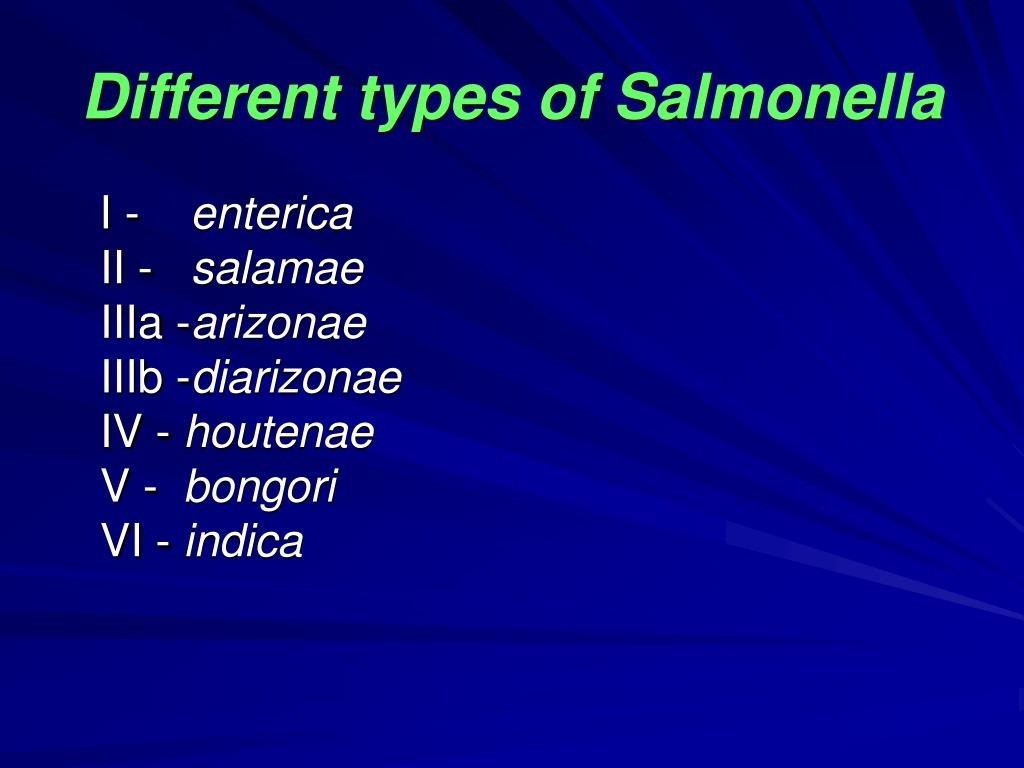 Different types of Salmonella
I - enterica
II - salamae
IIIa -arizonae
IIIb -diarizonae
IV - houtenae
V - bongori
VI - indica